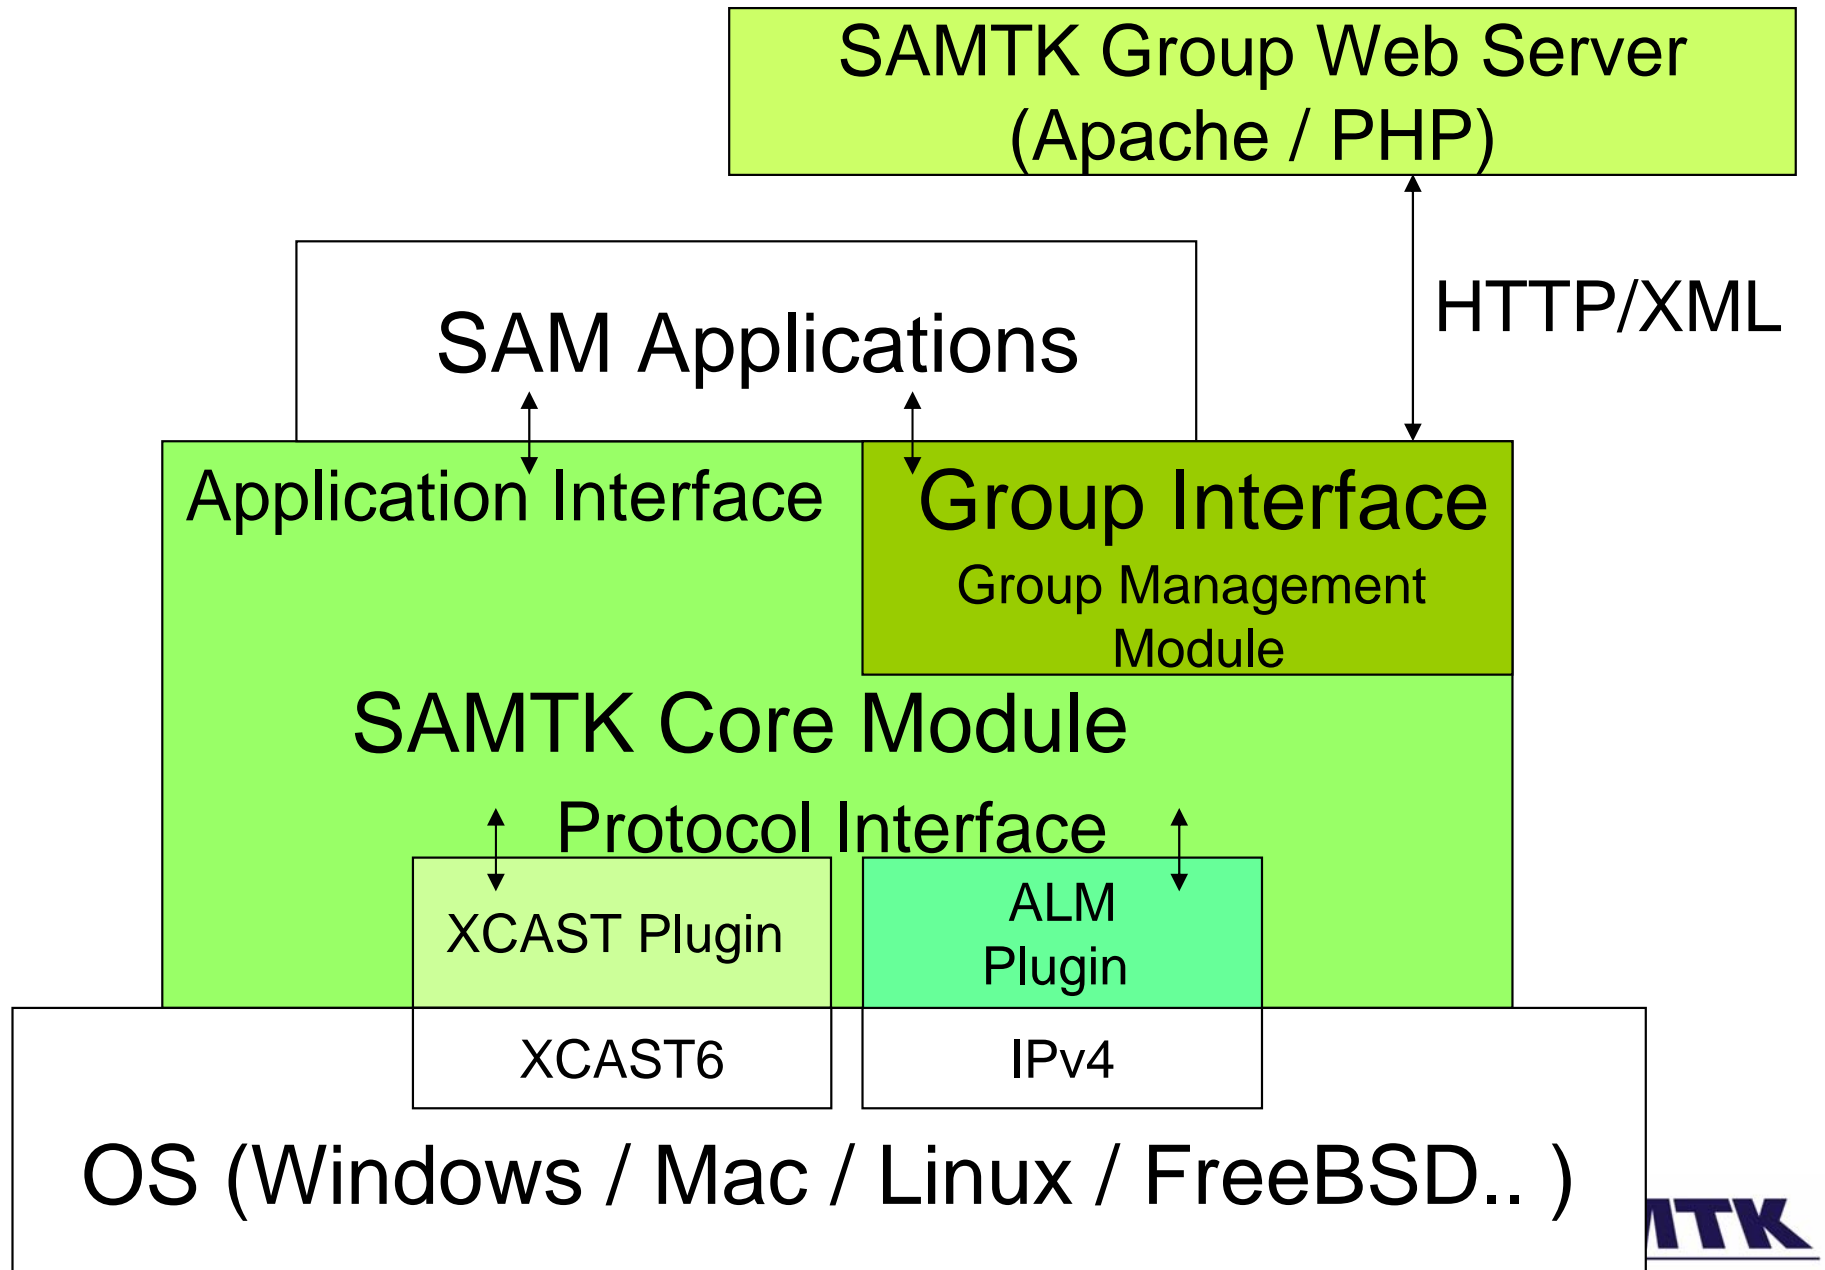 SAMTK Group Web Server
(Apache / PHP)
HTTP/XML
SAM Applications
Application Interface
Group Interface
Group Management
Module
SAMTK Core Module
Protocol Interface
XCAST Plugin
ALM
Plugin
XCAST6
IPv4
OS (Windows / Mac / Linux / FreeBSD.. )